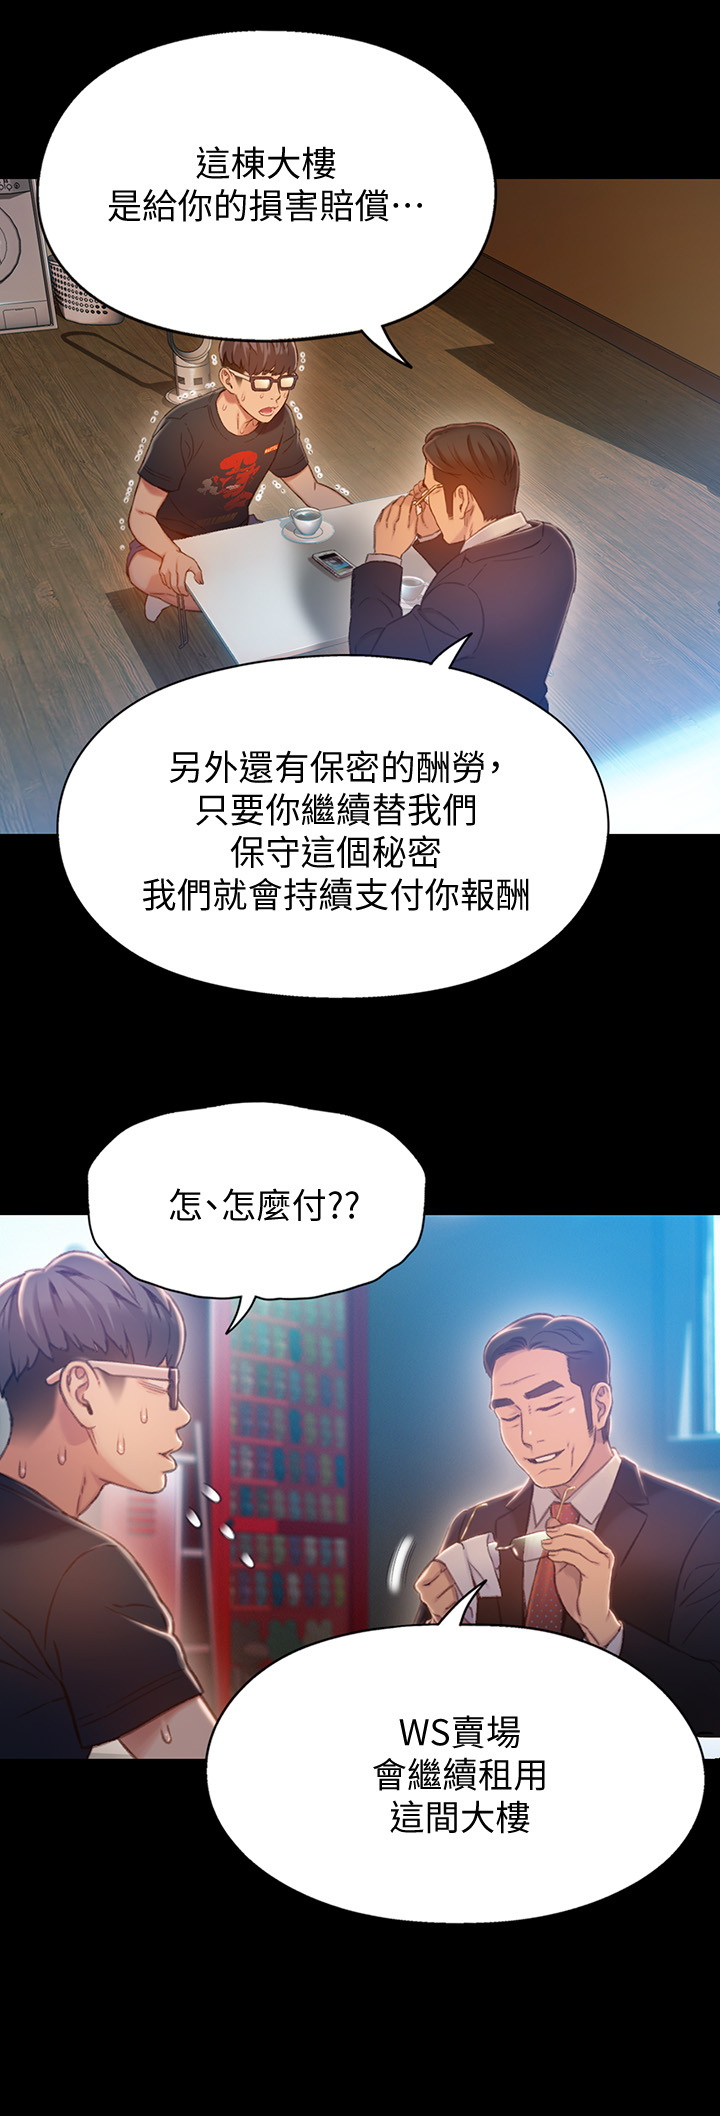 這棟大樓
是給你的損害賠償⋯
另外還有保密的酬勞，
只要你繼續替我們
保守這個秘密
我們就會持續支付你報酬
怎、怎麼付??
WS賣場
會繼續租用
這間大樓